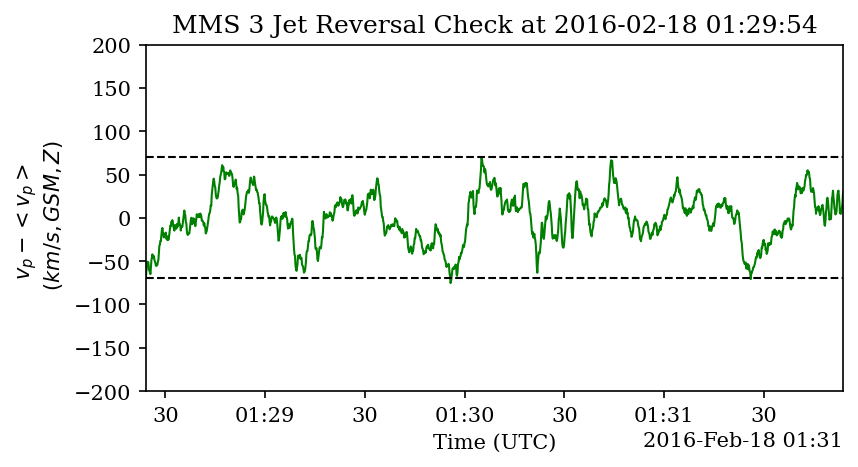 MMS 3 Jet Reversal Check at 2016-02-18 01:29:54
v_p − <v_p>
(km/s, GSM, Z)
200
150
100
50
0
−50
−100
−150
−200
30 01:29 30 01:30 30 01:31 30
Time (UTC)
2016-Feb-18 01:31